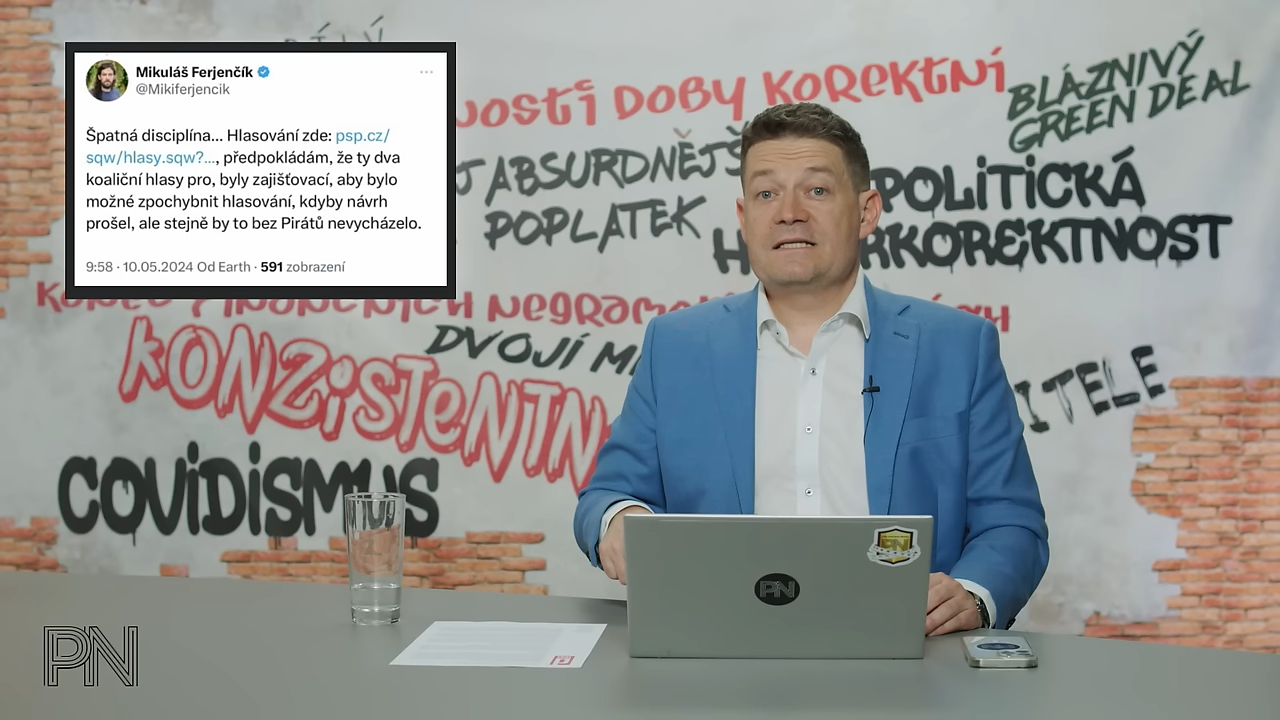 Mikuláš Ferjenčík
@Mikiferjencik
Špatná disciplína... Hlasování zde: psp.cz/
sqw/hlasy.sqw?..., předpokládám, že ty dva
koaliční hlasy pro, byly zajišťovací, aby bylo
možné zpochybnit hlasování, kdyby návrh
prošel, ale stejně by to bez Pirátů nevycházelo.
9:58 · 10.05.2024 Od Earth · 591 zobrazení
DOBY KOREKTNÍ
BLÁZNIVÝ
GREEN DEAL
POPLATEK
POLITICKÁ
DVOJÍ
COVIDISMUS
PN
PN